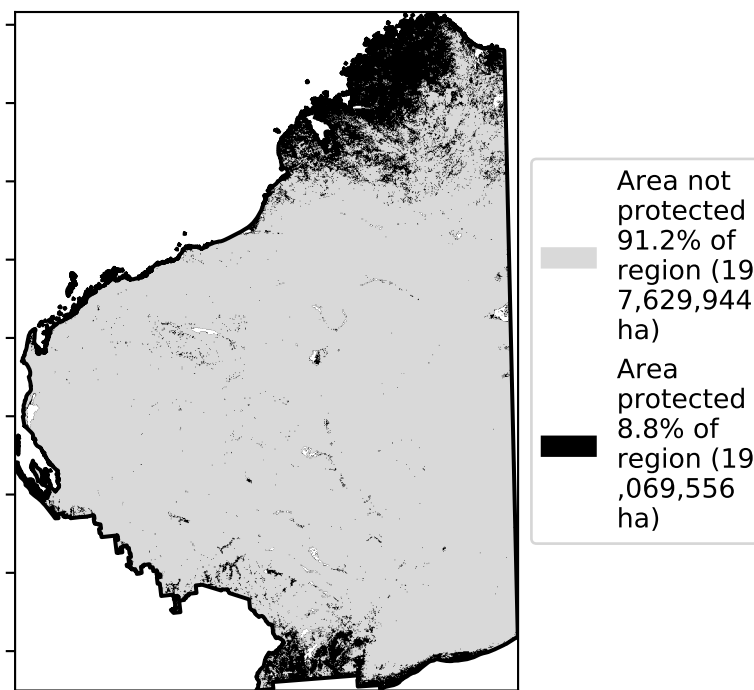 Area not
protected
91.2% of
region (19
7,629,944
ha)
Area
protected
8.8% of
region (19
,069,556
ha)